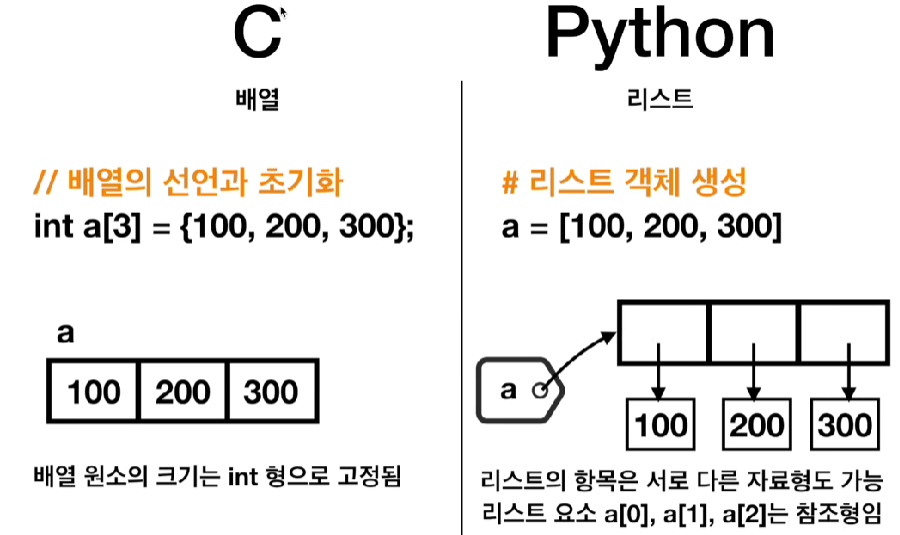 C
배열
// 배열의 선언과 초기화
int a[3] = {100, 200, 300};
a
100 200 300
배열 원소의 크기는 int 형으로 고정됨
Python
리스트
# 리스트 객체 생성
a = [100, 200, 300]
a
100 200 300
리스트의 항목은 서로 다른 자료형도 가능
리스트 요소 a[0], a[1], a[2]는 참조형임